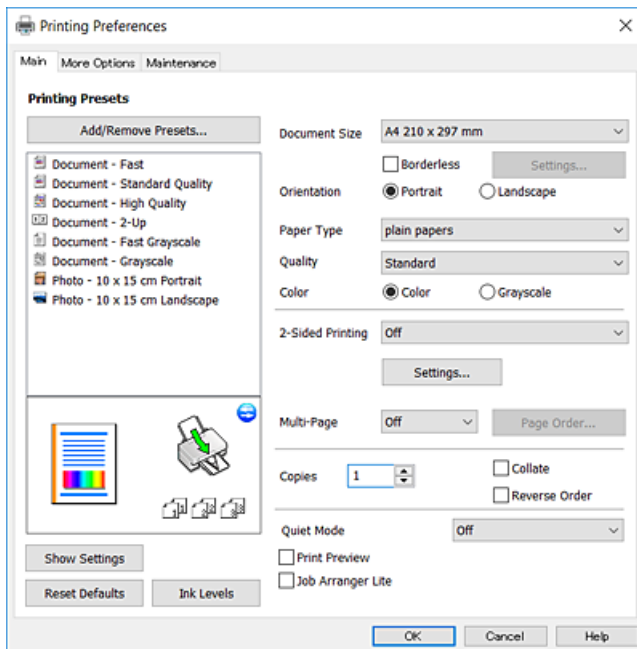 Printing Preferences
Main More Options Maintenance
Printing Presets
Add/Remove Presets...
Document - Fast
Document - Standard Quality
Document - High Quality
Document - 2-Up
Document - Fast Grayscale
Document - Grayscale
Photo - 10 x 15 cm Portrait
Photo - 10 x 15 cm Landscape
Show Settings
Reset Defaults Ink Levels
Document Size A4 210 x 297 mm
Borderless Settings...
Orientation Portrait Landscape
Paper Type plain papers
Quality Standard
Color Color Grayscale
2-Sided Printing Off
Settings...
Multi-Page Off Page Order...
Copies 1 Collate
Reverse Order
Quiet Mode Off
Print Preview
Job Arranger Lite
OK Cancel Help